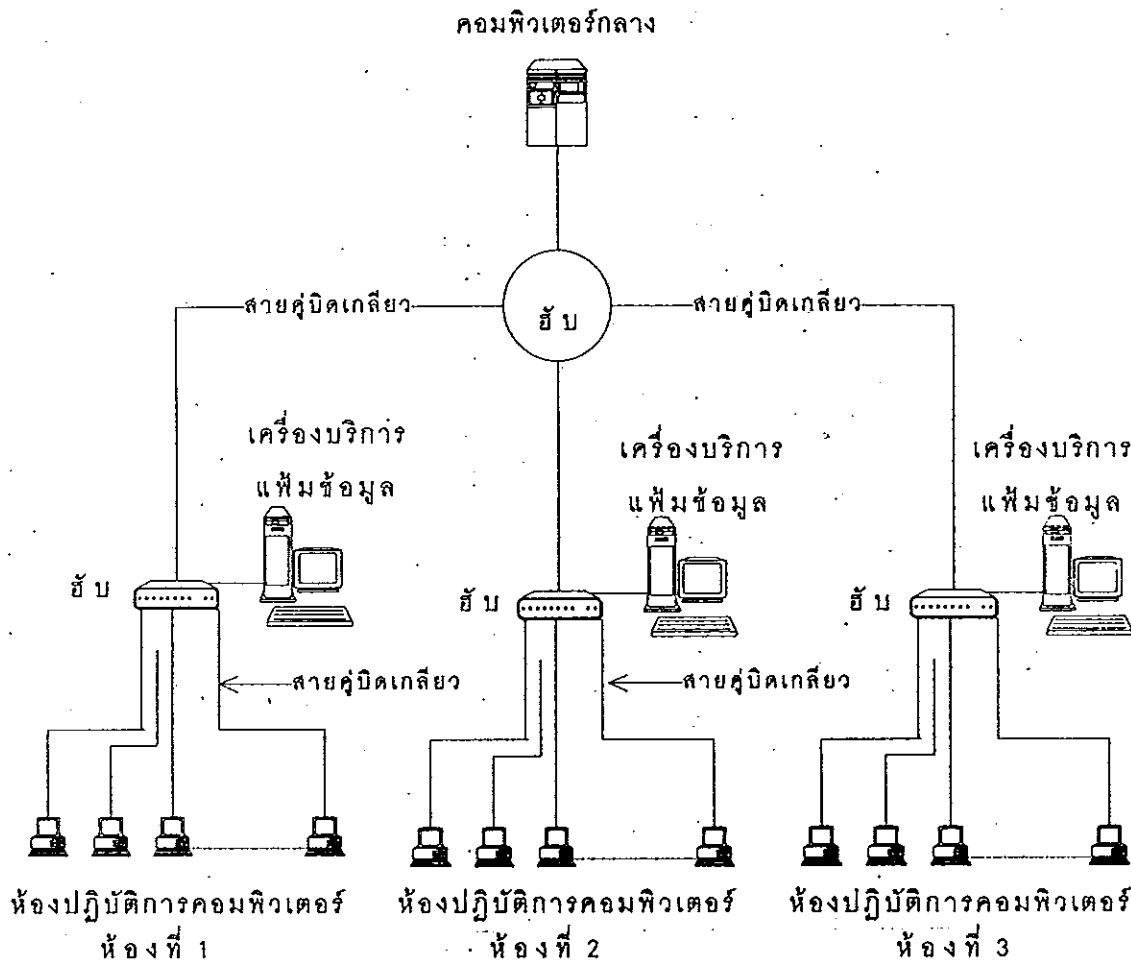 คอมพิวเตอร์กลาง
สายคู่บิดเกลียว
ฮับ
สายคู่บิดเกลียว
เครื่องบริการ
แฟ้มข้อมูล
เครื่องบริการ
แฟ้มข้อมูล
เครื่องบริการ
แฟ้มข้อมูล
ฮับ
ฮับ
ฮับ
สายคู่บิดเกลียว
สายคู่บิดเกลียว
ห้องปฏิบัติการคอมพิวเตอร์
ห้องที่ 1
ห้องปฏิบัติการคอมพิวเตอร์
ห้องที่ 2
ห้องปฏิบัติการคอมพิวเตอร์
ห้องที่ 3